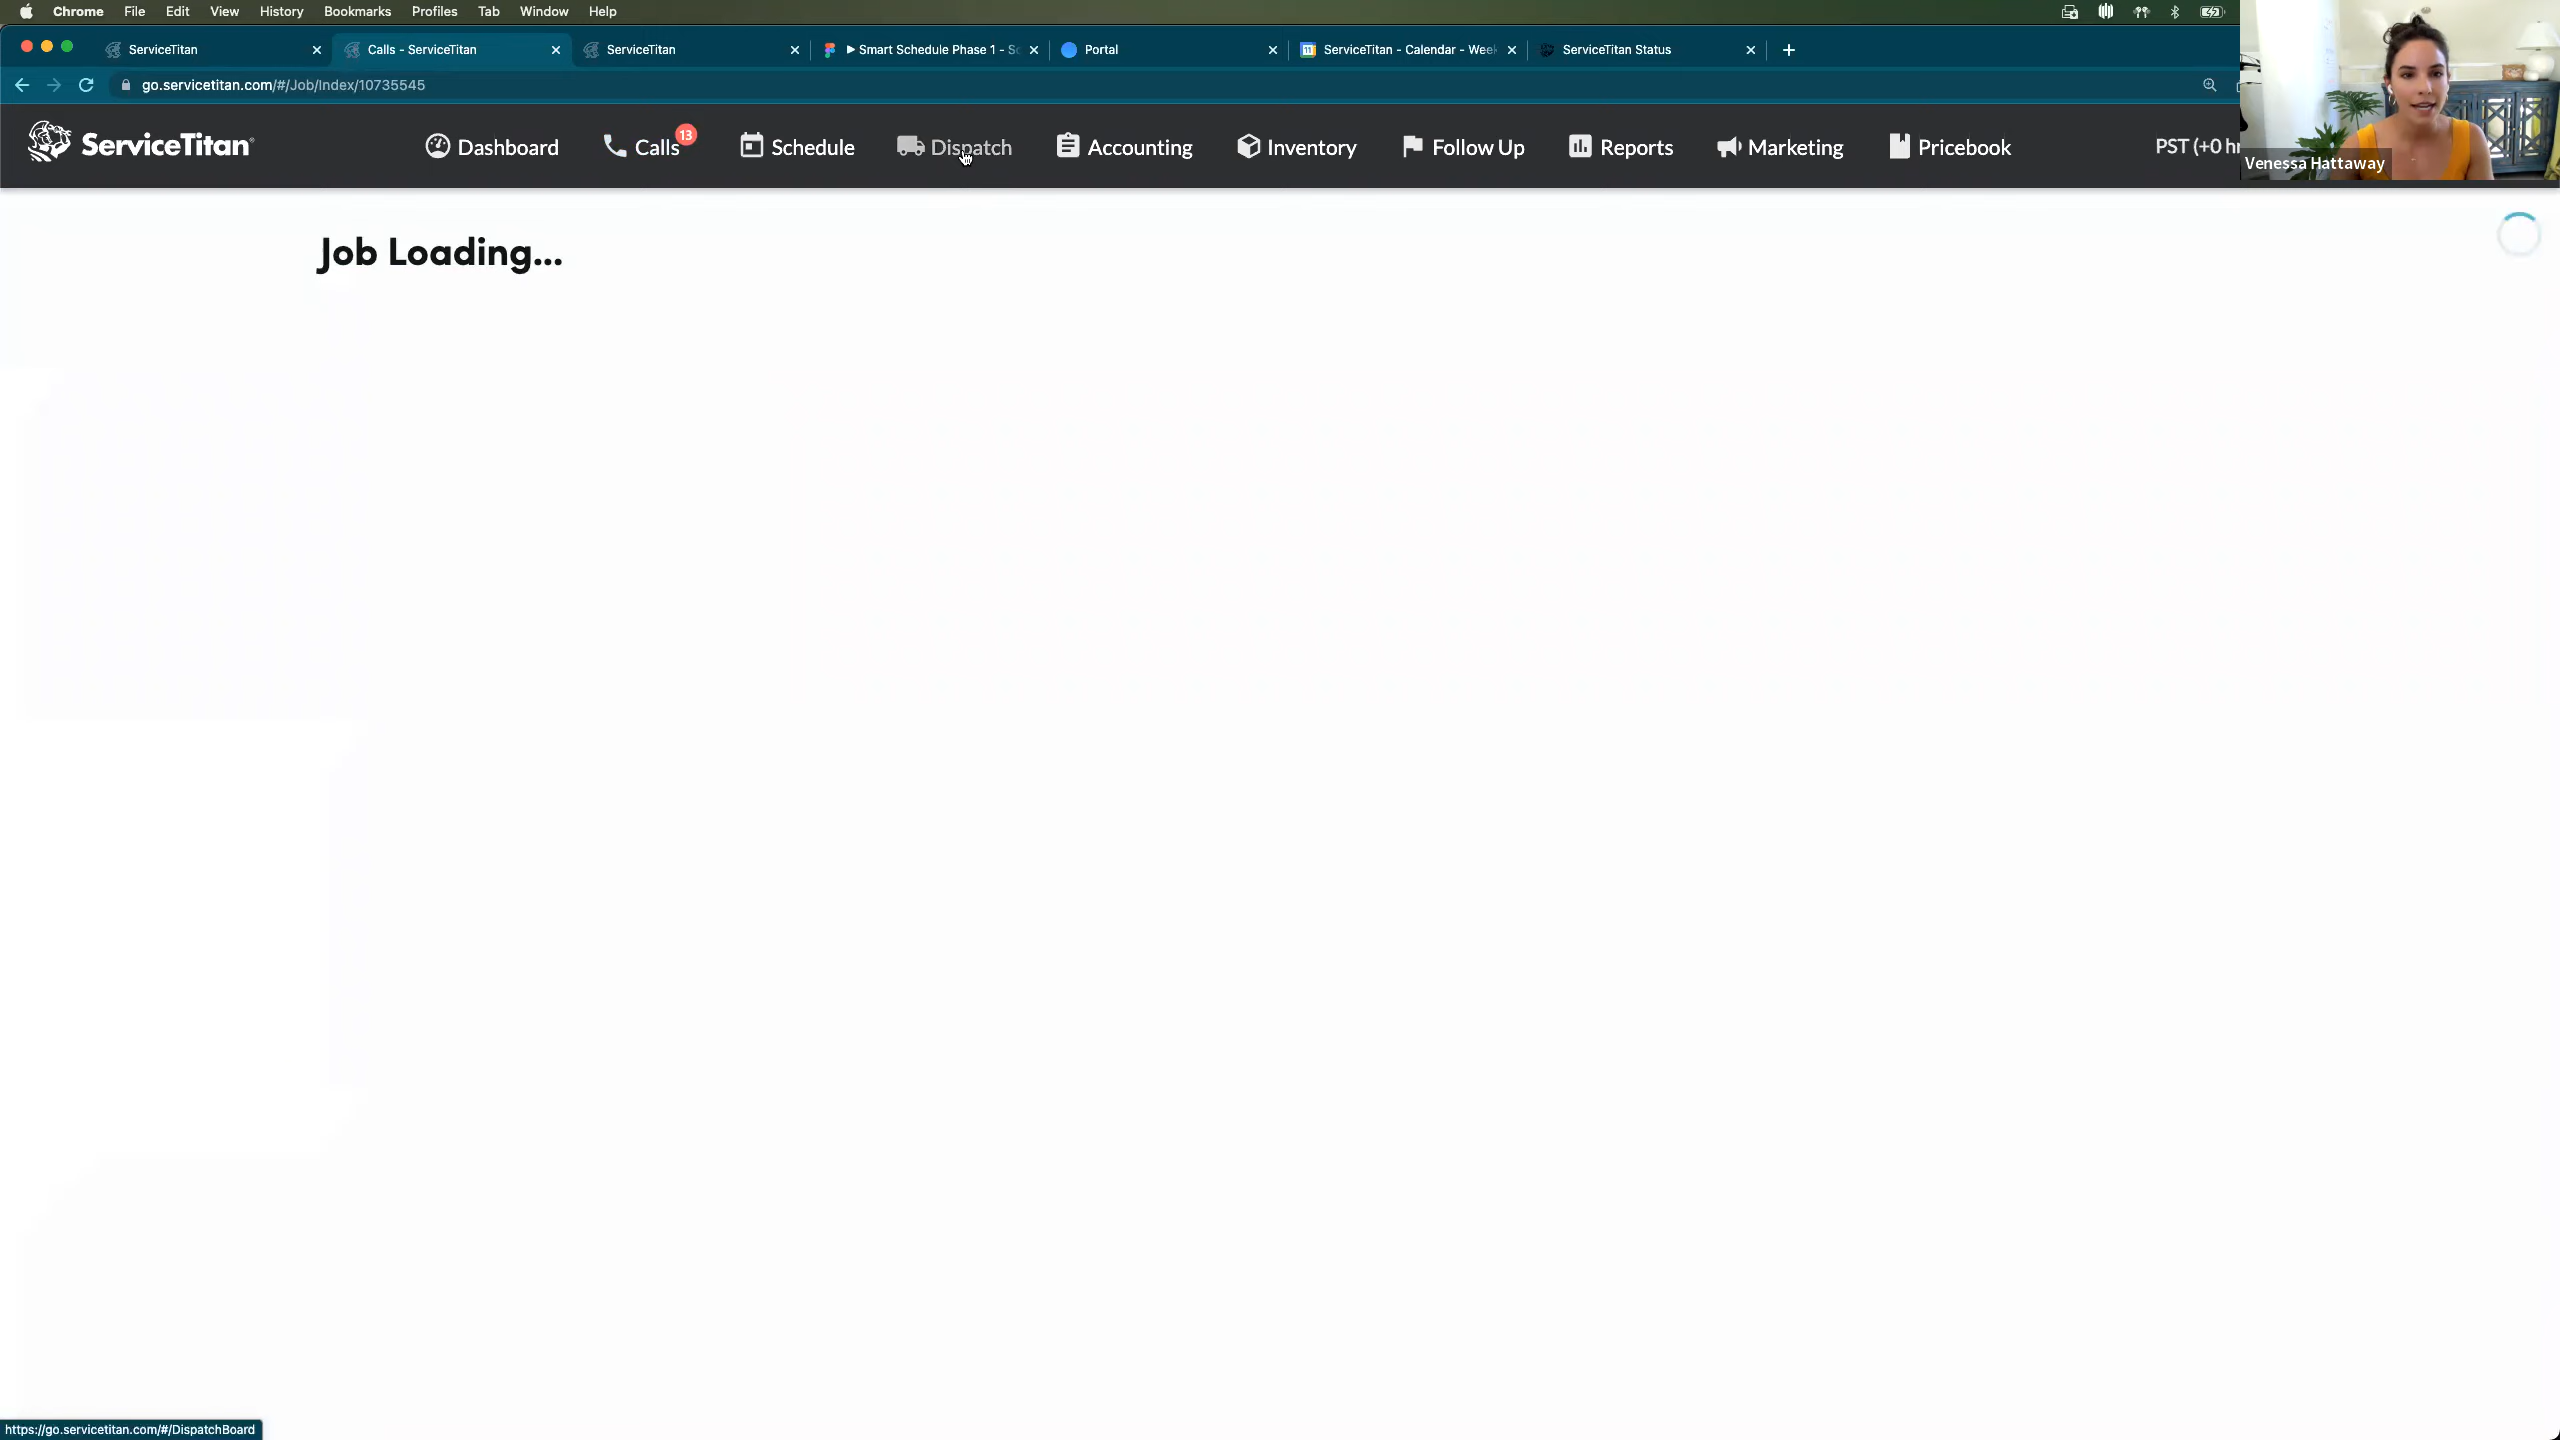 Chrome File Edit View History Bookmarks Profiles Tab Window Help
ServiceTitan
Calls - ServiceTitan
ServiceTitan
Smart Schedule Phase 1 - Sc
Portal
11
ServiceTitan - Calendar - Week
ServiceTitan Status
go.servicetitan.com/#/Job/Index/10735545
ServiceTitan
Dashboard
Calls
13
Schedule
Dispatch
Accounting
Inventory
Follow Up
Reports
Marketing
Pricebook
PST (+0 hr
Venessa Hattaway
Job Loading...
https://go.servicetitan.com/#/DispatchBoard